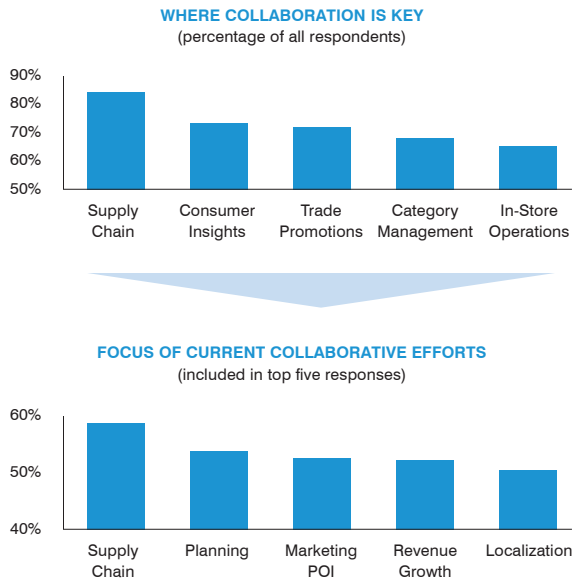 WHERE COLLABORATION IS KEY
(percentage of all respondents)
90%
80%
70%
60%
50%
Supply Chain
Consumer Insights
Trade Promotions
Category Management
In-Store Operations
FOCUS OF CURRENT COLLABORATIVE EFFORTS
(included in top five responses)
60%
50%
40%
Supply Chain
Planning
Marketing POI
Revenue Growth
Localization